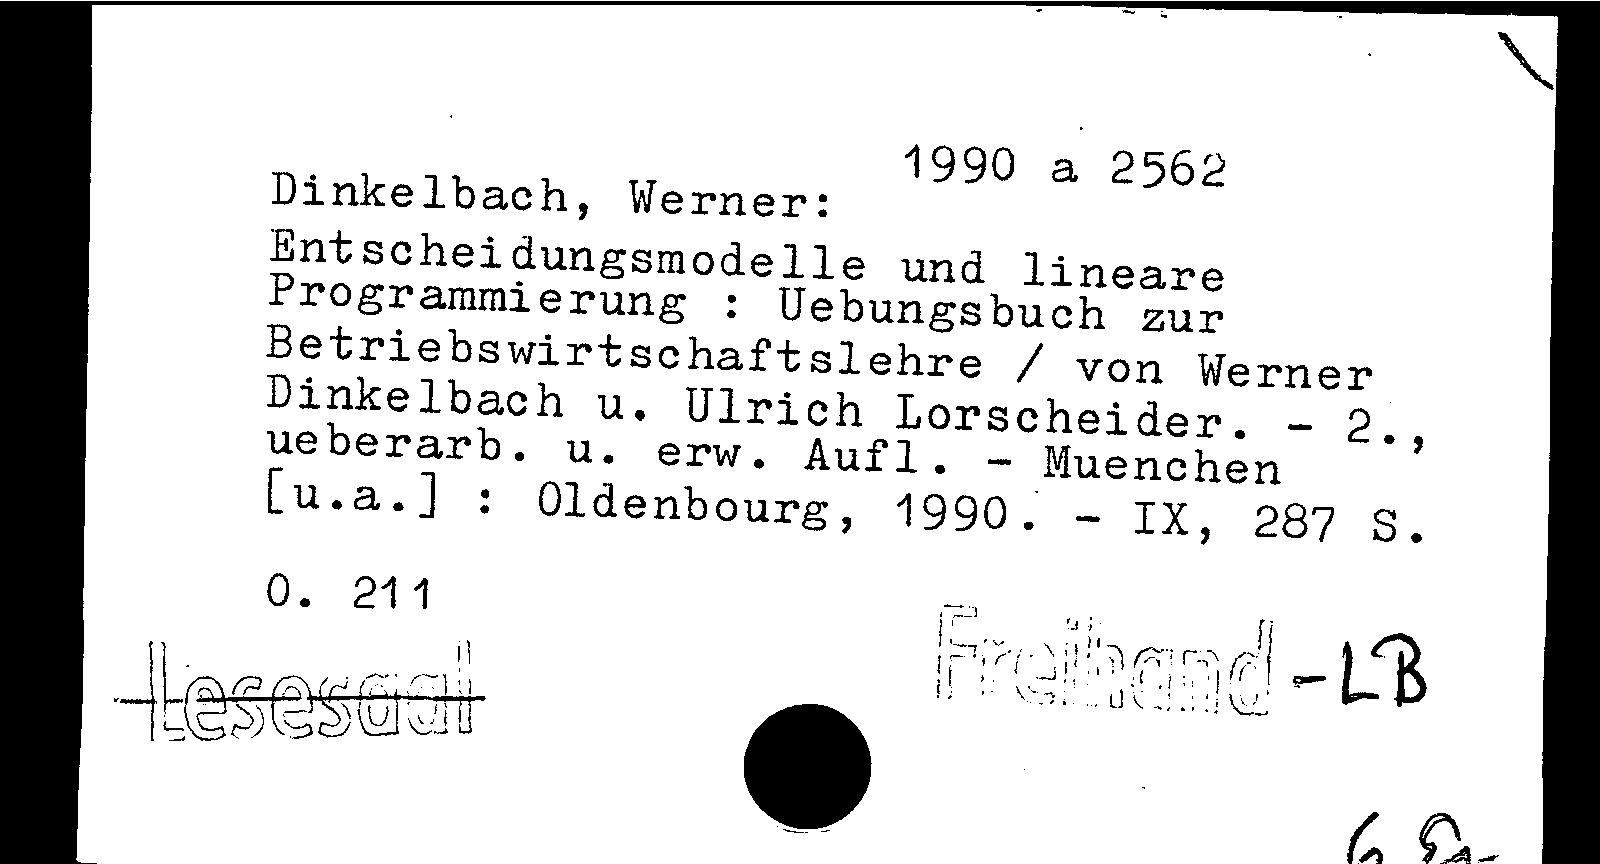 1990 a 2562
Dinkelbach, Werner:
Entscheidungsmodelle und lineare
Programmierung : Uebungsbuch zur
Betriebswirtschaftslehre / von Werner
Dinkelbach u. Ulrich Lorscheider. - 2.,
ueberarb. u. erw. Aufl. - Muenchen
[u.a.] : Oldenbourg, 1990. - IX, 287 S.
0. 211
Lesesaal
Freihand - LB